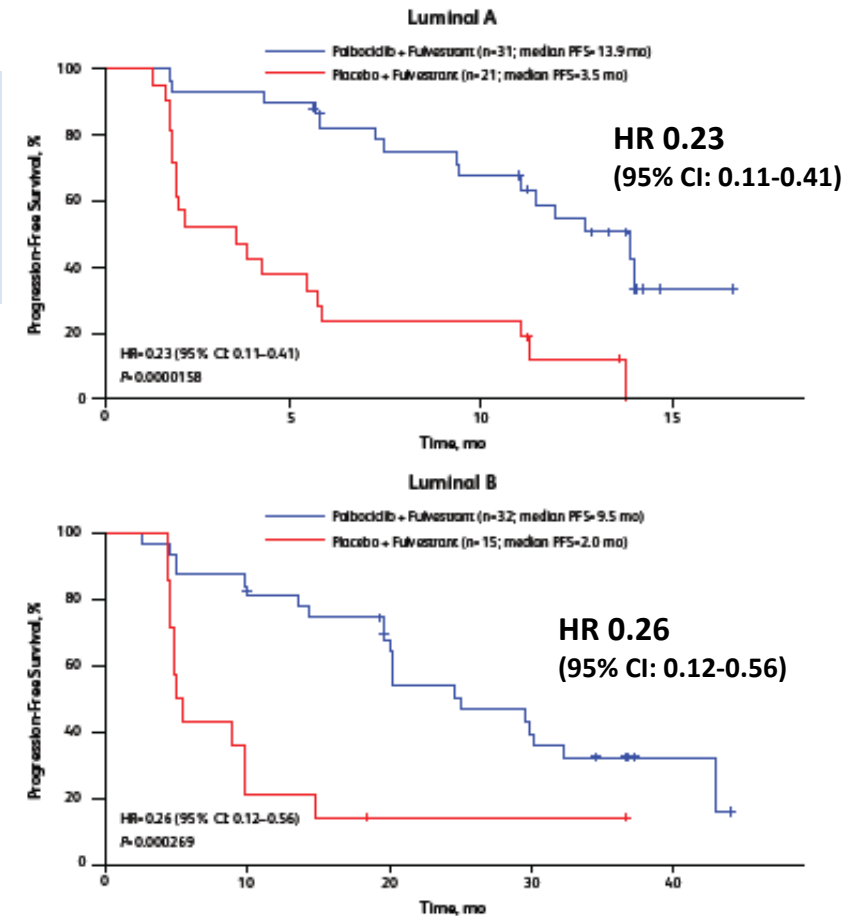 Luminal A
Palbociclib + Fulvestrant (n=31; median PFS=13.9 mo)
Placebo + Fulvestrant (n=21; median PFS=3.5 mo)
HR 0.23
(95% CI: 0.11-0.41)
Progression-Free Survival, %
100
80
60
40
20
0
HR=0.23 (95% CI: 0.11–0.41)
P=0.0000158
0
5
10
15
Time, mo
Luminal B
Palbociclib + Fulvestrant (n=32; median PFS=9.5 mo)
Placebo + Fulvestrant (n=15; median PFS=2.0 mo)
HR 0.26
(95% CI: 0.12-0.56)
Progression-Free Survival, %
100
80
60
40
20
0
HR=0.26 (95% CI: 0.12–0.56)
P=0.000269
0
10
20
30
40
Time, mo